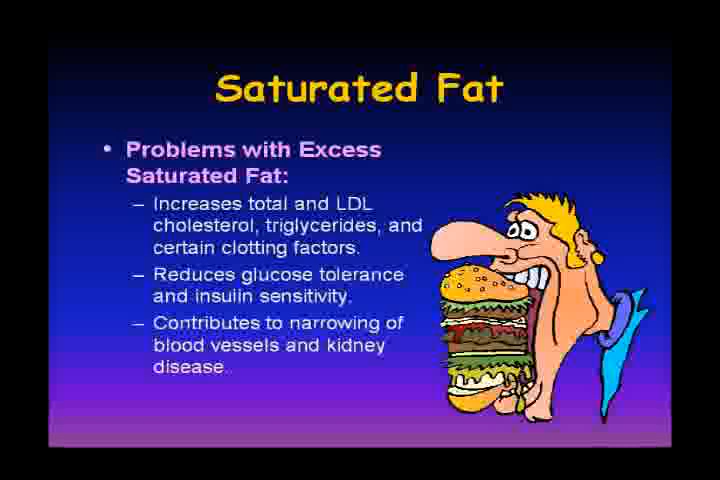 Saturated Fat
• Problems with Excess
Saturated Fat:
– Increases total and LDL
cholesterol, triglycerides, and
certain clotting factors.
– Reduces glucose tolerance
and insulin sensitivity.
– Contributes to narrowing of
blood vessels and kidney
disease.